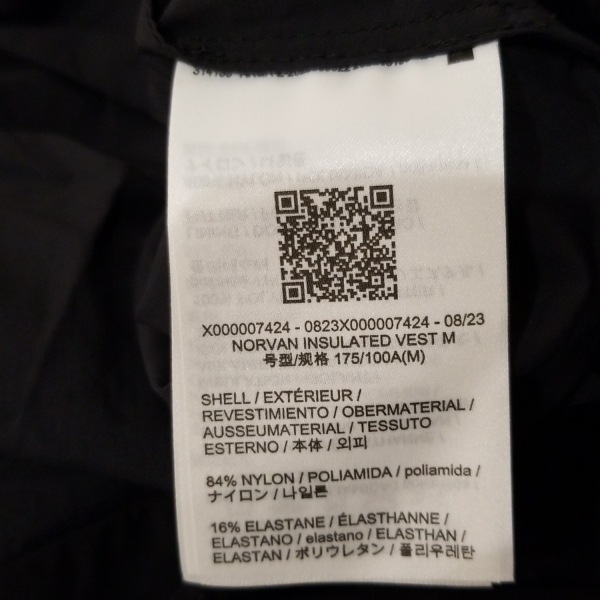 X000007424 - 0823X000007424 - 08/23
NORVAN INSULATED VEST M
号型/规格 175/100A(M)
SHELL / EXTÉRIEUR /
REVESTIMIENTO / OBERMATERIAL /
AUSSEUMATERIAL / TESSUTO
ESTERNO / 本体 / 외피
84% NYLON / POLIAMIDA / poliamida /
ナイロン / 나일론
16% ELASTANE / ÉLASTHANNE /
ELASTANO / elastano / ELASTHAN /
ELASTAN / ポリウレタン / 폴리우레탄